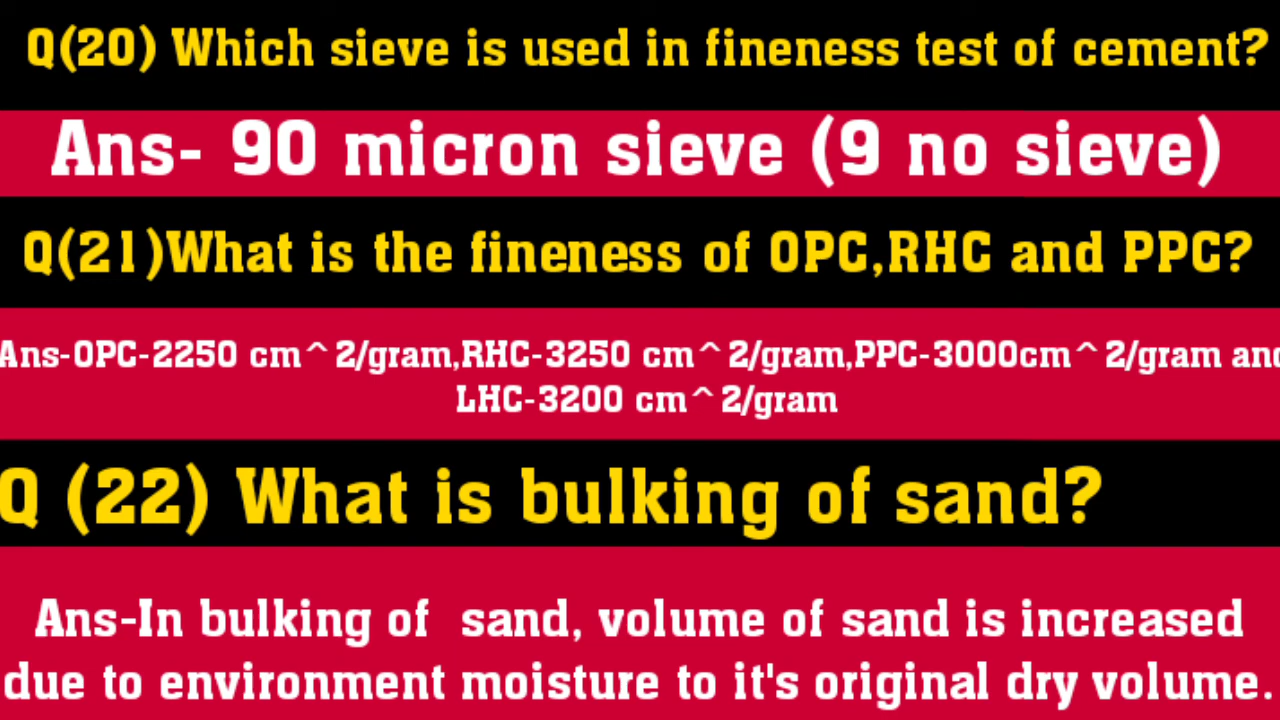 Q(20) Which sieve is used in fineness test of cement?
Ans- 90 micron sieve (9 no sieve)
Q(21)What is the fineness of OPC,RHC and PPC?
Ans-OPC-2250 cm^2/gram,RHC-3250 cm^2/gram,PPC-3000cm^2/gram and
LHC-3200 cm^2/gram
Q (22) What is bulking of sand?
Ans-In bulking of  sand, volume of sand is increased
due to environment moisture to it's original dry volume.